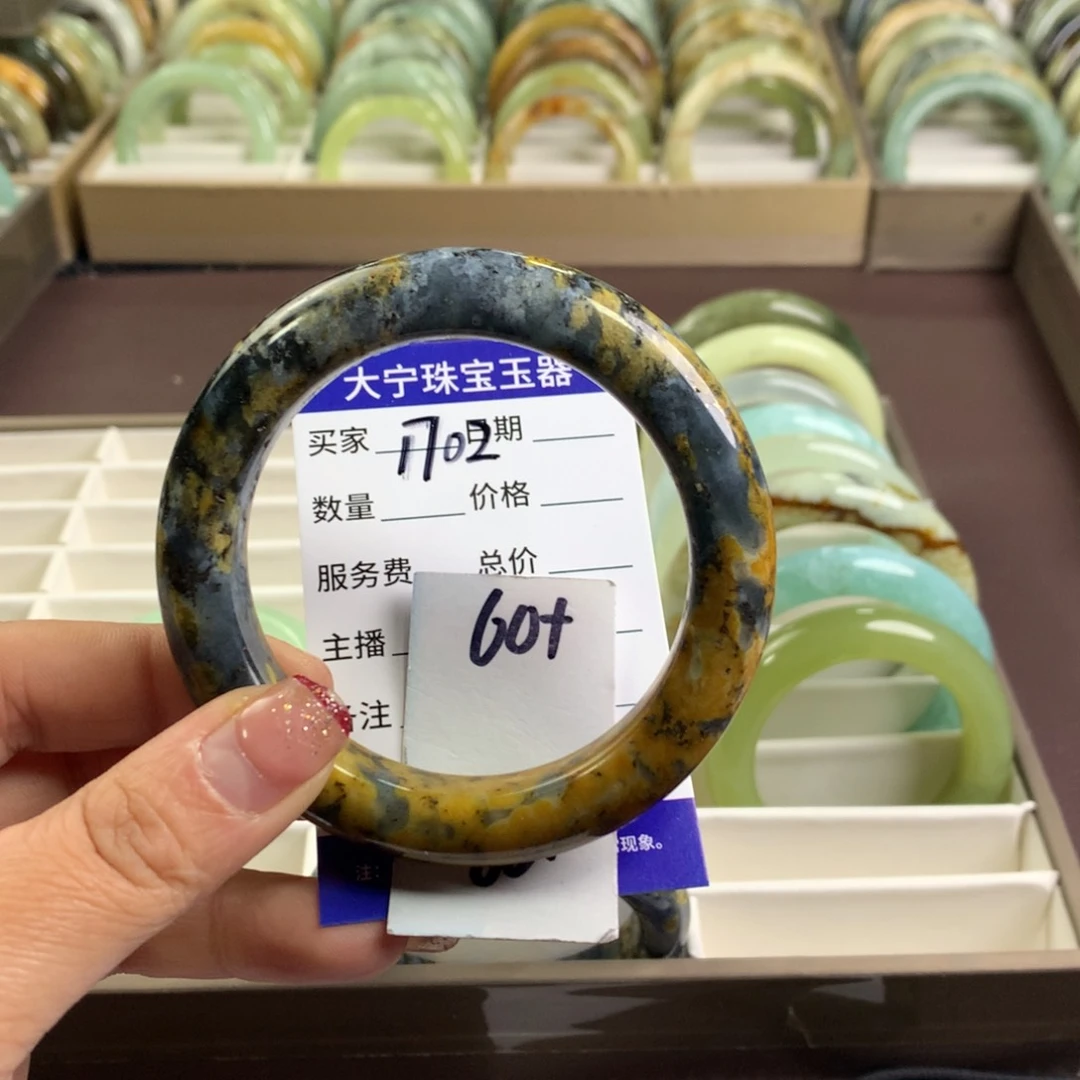 大宁珠宝玉器
买家 1702 日期
数量 价格
服务费 总价
主播
60+
注
注:
现象。